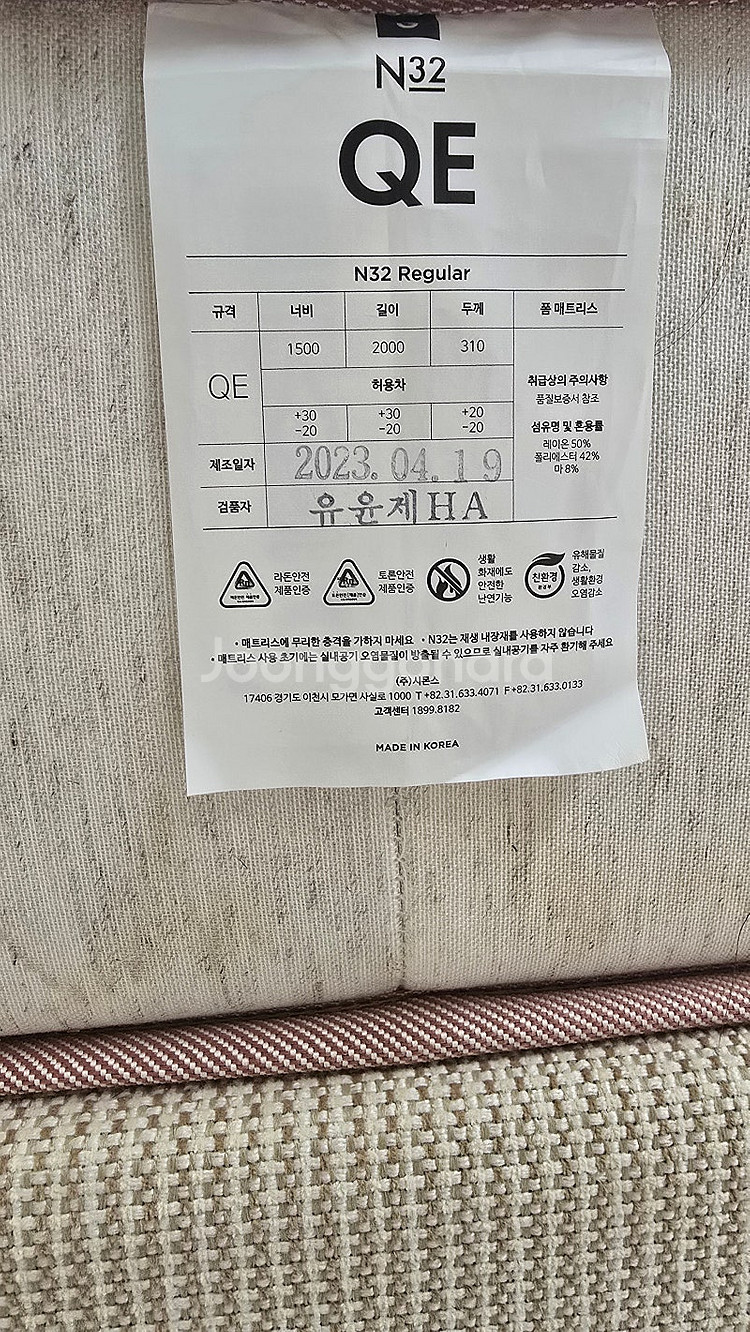 N32
QE
N32 Regular
규격 너비 길이 두께 폼 매트리스
QE 1500 2000 310
허용차
+30 +30 +20
-20 -20 -20
취급상의 주의사항
품질보증서 참조
섬유명 및 혼용률
레이온 50%
폴리에스터 42%
마 8%
제조일자 2023. 04. 19
검품자 유윤제HA
라돈안전
제품인증
토론안전
제품인증
생활
화재에도
안전한
난연기능
친환경
유해물질
감소,
생활환경
오염감소
• 매트리스에 무리한 충격을 가하지 마세요 • N32는 재생 내장재를 사용하지 않습니다
• 매트리스 사용 초기에는 실내공기 오염물질이 방출될 수 있으므로 실내공기를 자주 환기해 주세요
Joonggonara
(주)시몬스
17406 경기도 이천시 모가면 사실로 1000 T +82.31.633.4071 F +82.31.633.0133
고객센터 1899.8182
MADE IN KOREA